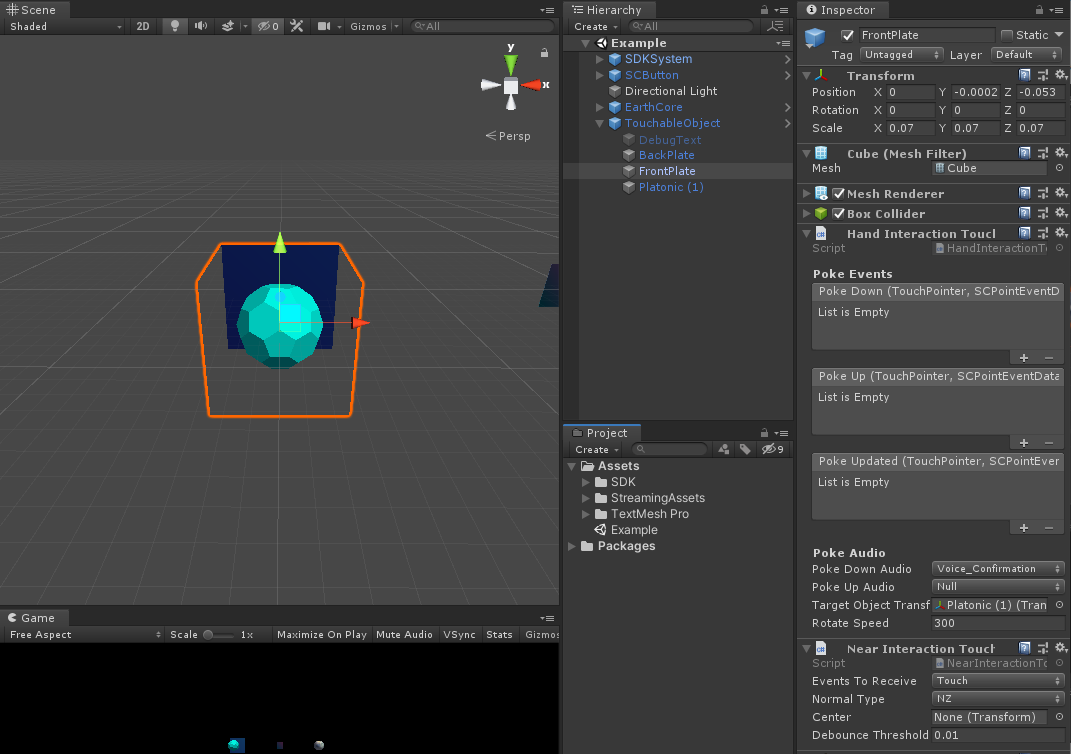 Scene
Shaded
2D
0
Gizmos
All
y
x
Persp
Game
Free Aspect
Scale
1x
Maximize On Play
Mute Audio
VSync
Stats
Gizmos
Hierarchy
Create
All
Example
SDKSystem
SCButton
Directional Light
EarthCore
TouchableObject
DebugText
BackPlate
FrontPlate
Platonic (1)
Project
Create
9
Assets
SDK
StreamingAssets
TextMesh Pro
Example
Packages
Inspector
FrontPlate
Static
Tag Untagged Layer Default
Transform
Position X 0 Y -0.0002 Z -0.053
Rotation X 0 Y 0 Z 0
Scale X 0.07 Y 0.07 Z 0.07
Cube (Mesh Filter)
Mesh Cube
Mesh Renderer
Box Collider
Hand Interaction Toucl
Script HandInteractionTo
Poke Events
Poke Down (TouchPointer, SCPointEventD
List is Empty
Poke Up (TouchPointer, SCPointEventData
List is Empty
Poke Updated (TouchPointer, SCPointEver
List is Empty
Poke Audio
Poke Down Audio Voice_Confirmation
Poke Up Audio Null
Target Object Transf Platonic (1) (Tran
Rotate Speed 300
Near Interaction Touch
Script NearInteractionTo
Events To Receive Touch
Normal Type NZ
Center None (Transform)
Debounce Threshold 0.01